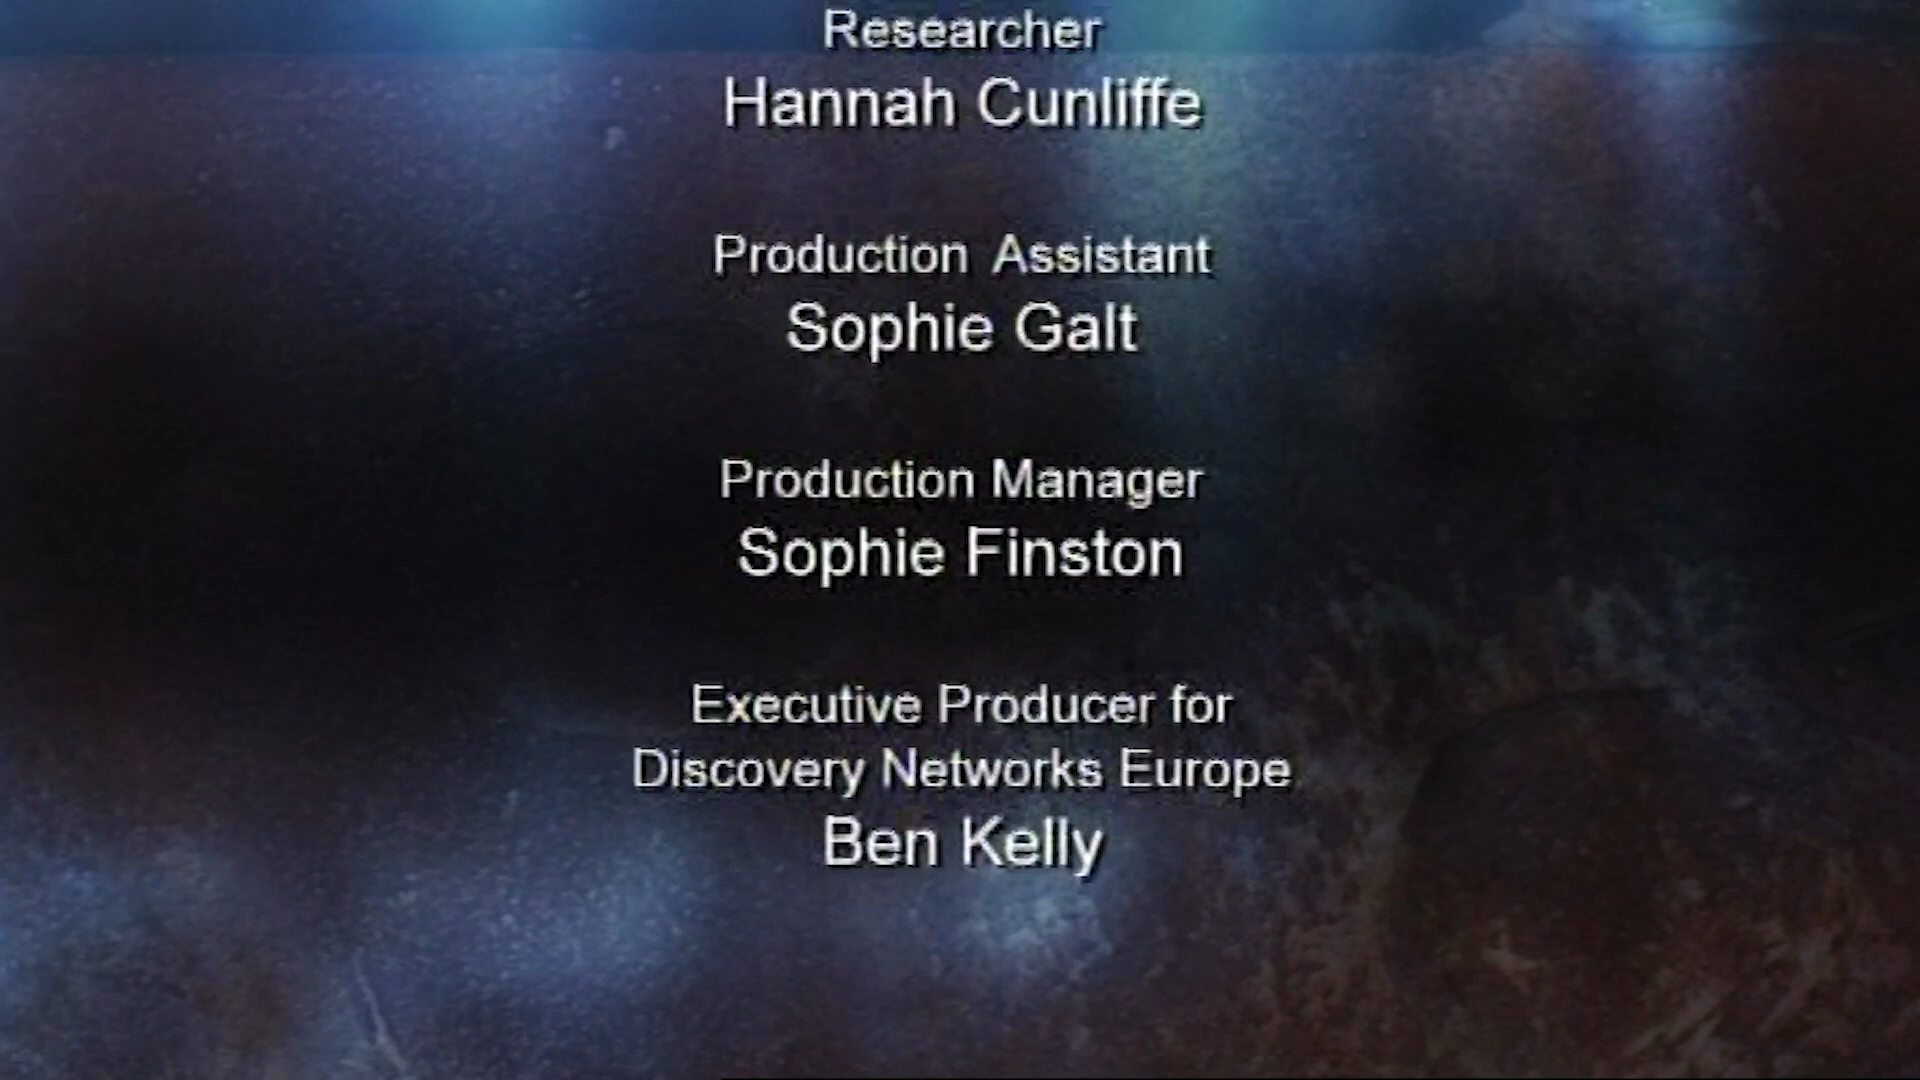 Researcher
Hannah Cunliffe
Production Assistant
Sophie Galt
Production Manager
Sophie Finston
Executive Producer for
Discovery Networks Europe
Ben Kelly